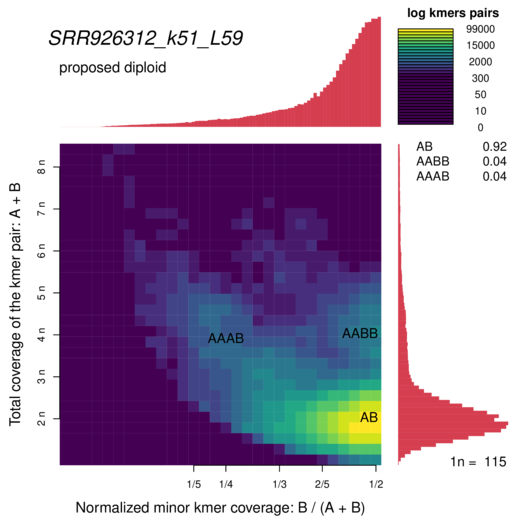 SRR926312_k51_L59
proposed diploid
log kmers pairs
99000
15000
2000
300
50
10
0
AB 0.92
AABB 0.04
AAAB 0.04
Total coverage of the kmer pair: A + B
8 n
7 n
6 n
5 n
4 n
3 n
2 n
AAAB
AABB
AB
1n = 115
1/5 1/4 1/3 2/5 1/2
Normalized minor kmer coverage: B / (A + B)